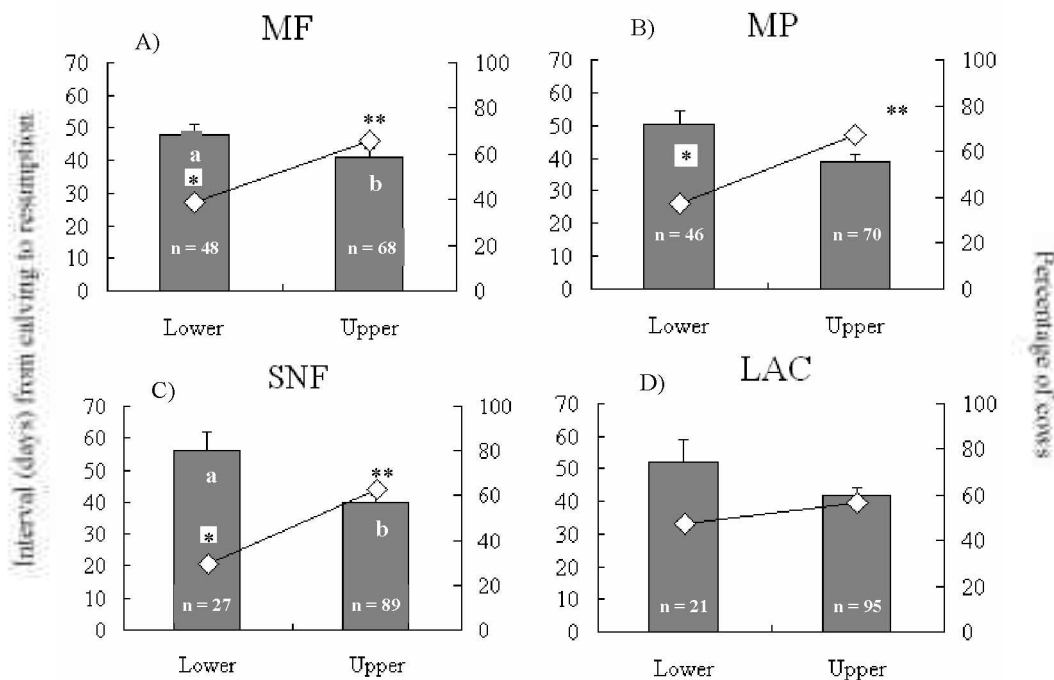 A)
MF
70
60
50
40
30
20
10
0
100
80
60
40
20
0
a
*
**
b
n = 48
n = 68
Lower
Upper
B)
MP
70
60
50
40
30
20
10
0
100
80
60
40
20
0
*
**
n = 46
n = 70
Lower
Upper
C)
SNF
70
60
50
40
30
20
10
0
100
80
60
40
20
0
a
*
**
b
n = 27
n = 89
Lower
Upper
D)
LAC
70
60
50
40
30
20
10
0
100
80
60
40
20
0
n = 21
n = 95
Lower
Upper
Interval (days) from calving to resumption
Percentage of cows